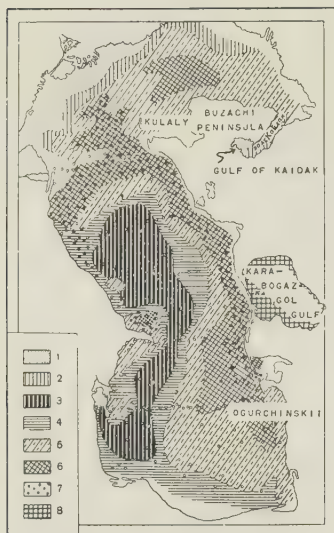 KULALY
BUZACHI
PENINSULA
GULF OF KAIDAK
KARA-
BOGAZ
GOL
GULF
OGURCHINSKII
1
2
3
4
5
6
7
8